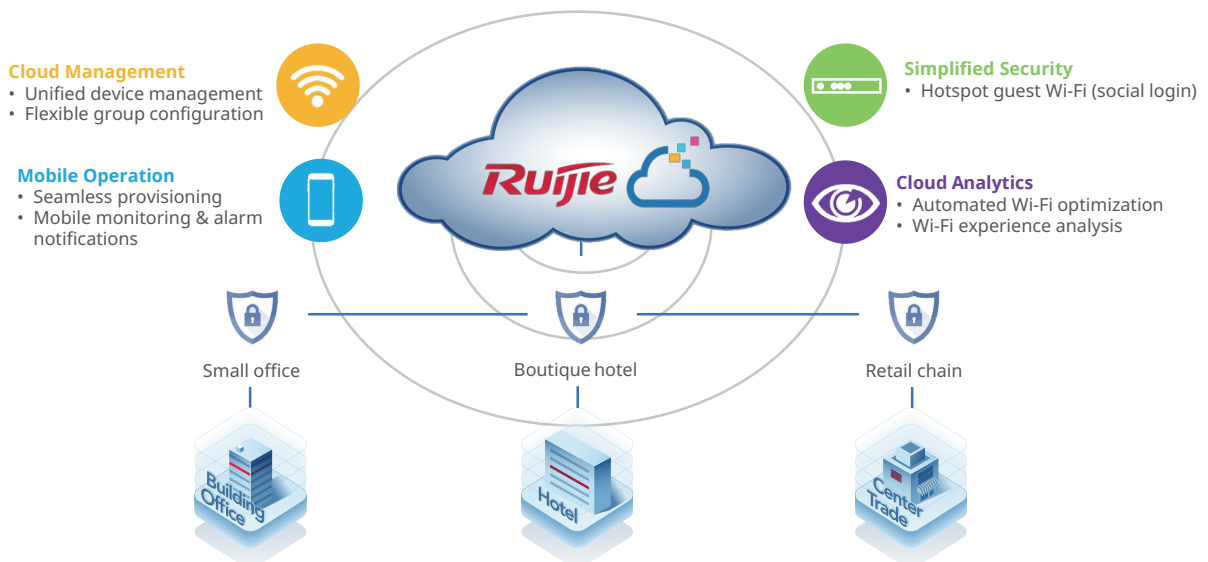 Cloud Management
• Unified device management
• Flexible group configuration
Mobile Operation
• Seamless provisioning
• Mobile monitoring & alarm
notifications
Ruijie
Simplified Security
• Hotspot guest Wi-Fi (social login)
Cloud Analytics
• Automated Wi-Fi optimization
• Wi-Fi experience analysis
Small office
Boutique hotel
Retail chain
Building
Office
Hotel
Center
Trade